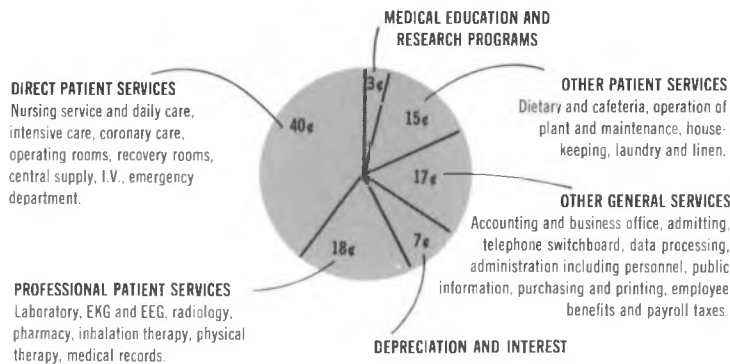 MEDICAL EDUCATION AND
RESEARCH PROGRAMS
3¢
DIRECT PATIENT SERVICES
Nursing service and daily care,
intensive care, coronary care,
operating rooms, recovery rooms,
central supply, I.V., emergency
department.
40¢
OTHER PATIENT SERVICES
Dietary and cafeteria, operation of
plant and maintenance, house-
keeping, laundry and linen.
15¢
17¢
OTHER GENERAL SERVICES
Accounting and business office, admitting,
telephone switchboard, data processing,
administration including personnel, public
information, purchasing and printing, employee
benefits and payroll taxes.
18¢
7¢
PROFESSIONAL PATIENT SERVICES
Laboratory, EKG and EEG, radiology,
pharmacy, inhalation therapy, physical
therapy, medical records.
DEPRECIATION AND INTEREST